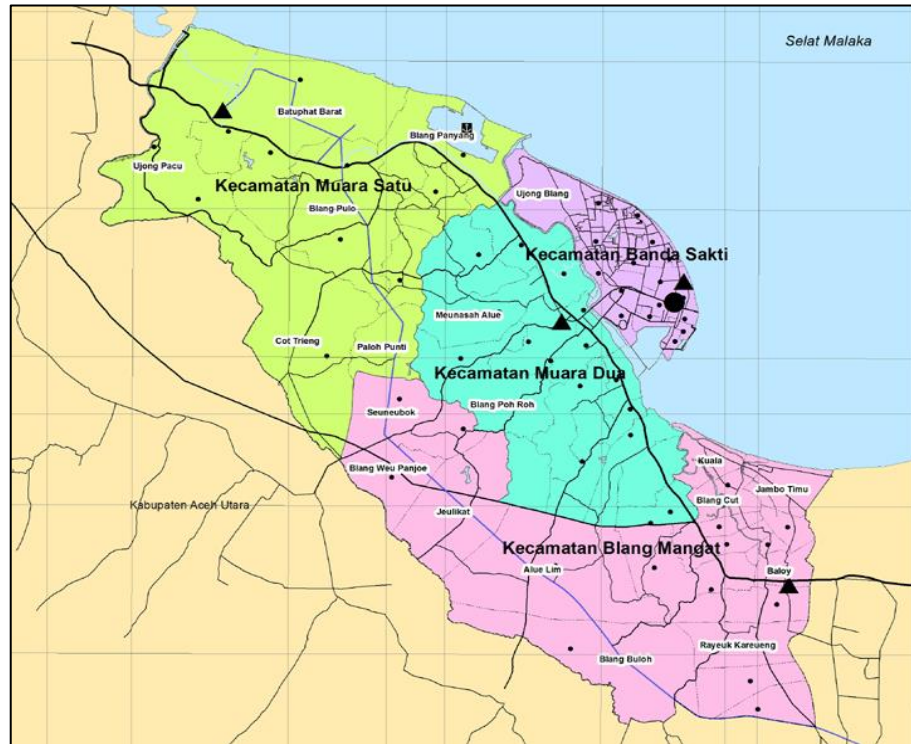 Selat Malaka
Batuphat Barat
Blang Panyang
Ujong Pacu
Kecamatan Muara Satu
Ujong Blang
Blang Pulo
Kecamatan Banda Sakti
Meunasah Alue
Cot Trieng
Paloh Punti
Kecamatan Muara Dua
Blang Poh Roh
Seuneubok
Kuala
Blang Weu Panjoe
Jambo Timu
Blang Cut
Kabupaten Aceh Utara
Jeulikat
Kecamatan Blang Mangat
Alue Lim
Baloy
Rayeuk Kareueng
Blang Buloh